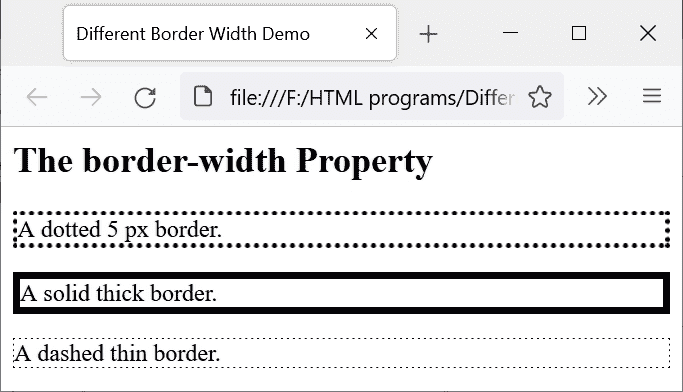 Different Border Width Demo
file:///F:/HTML programs/Differ
The border-width Property
A dotted 5 px border.
A solid thick border.
A dashed thin border.